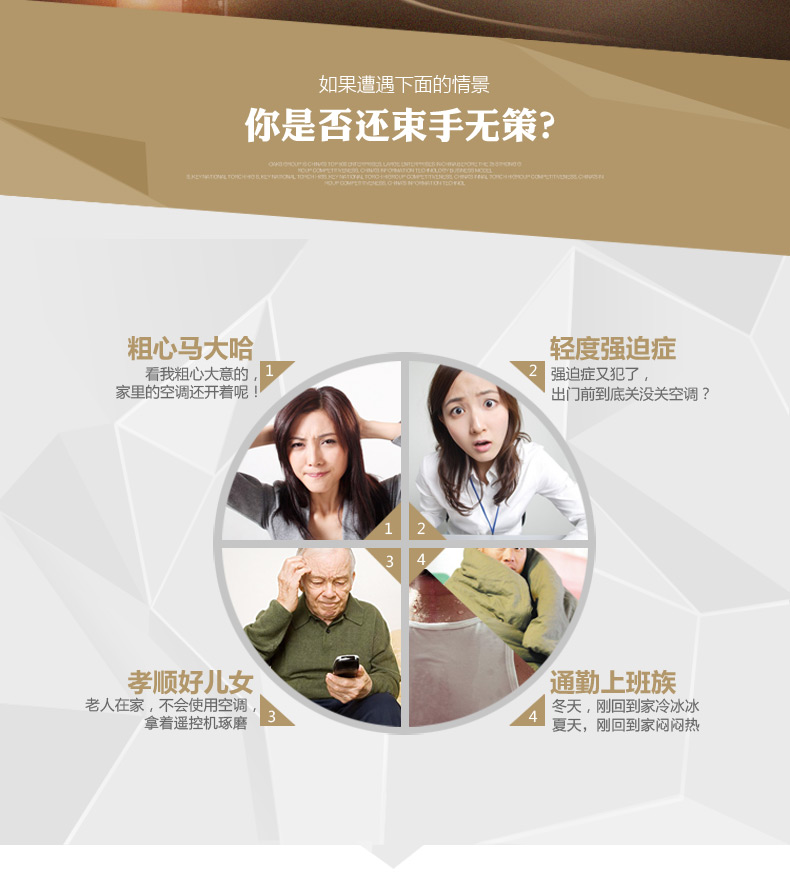 如果遭遇下面的情景
你是否还束手无策?
粗心马大哈
看我粗心大意的，
家里的空调还开着呢！
1
轻度强迫症
强迫症又犯了，
出门前到底关没关空调？
2
1
2
3
4
孝顺好儿女
老人在家，不会使用空调，
拿着遥控机琢磨
3
通勤上班族
冬天，刚回到家冷冰冰
夏天，刚回到家闷闷热
4